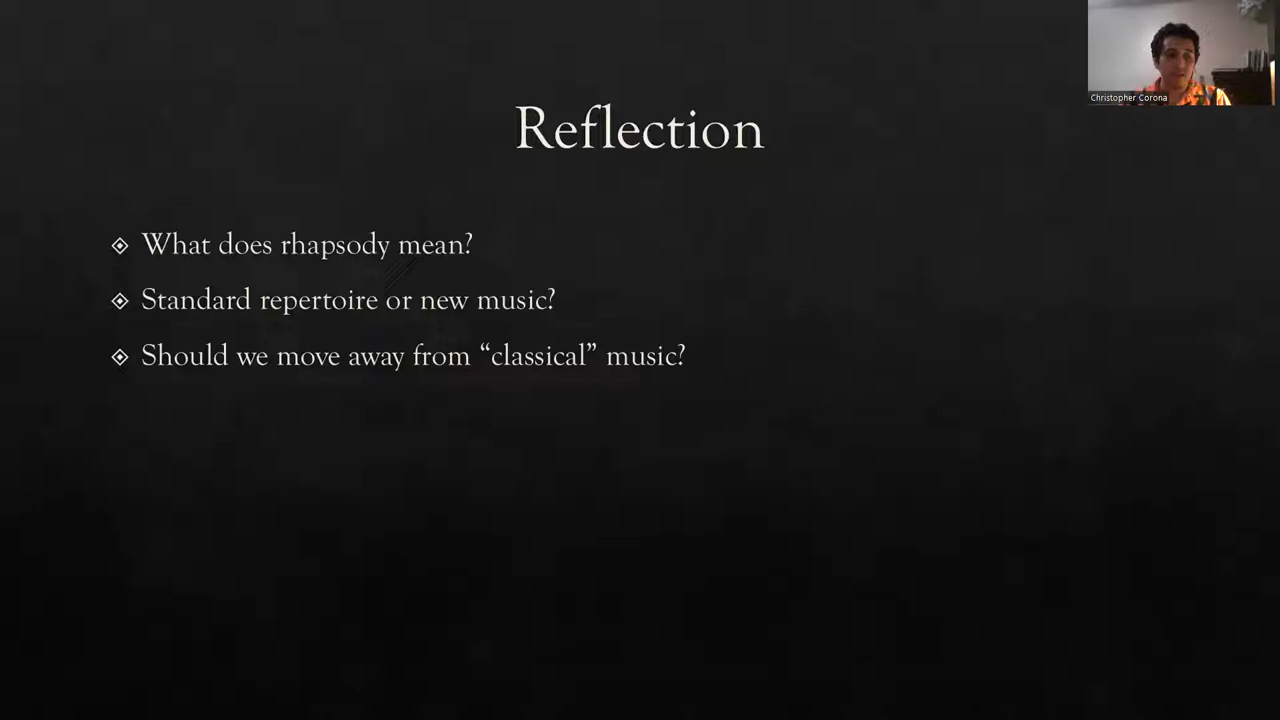 Christopher Corona
Reflection
What does rhapsody mean?
Standard repertoire or new music?
Should we move away from “classical” music?